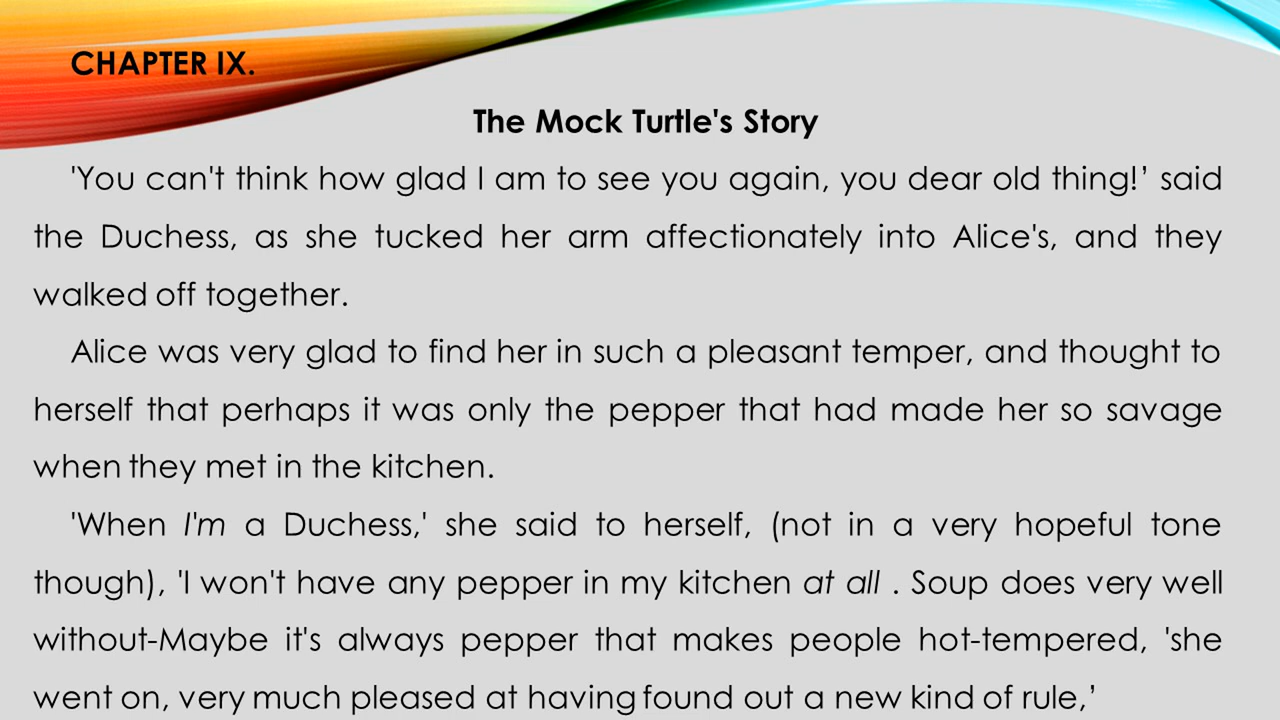 CHAPTER IX.
The Mock Turtle's Story
'You can't think how glad I am to see you again, you dear old thing!’ said
the Duchess, as she tucked her arm affectionately into Alice's, and they
walked off together.
Alice was very glad to find her in such a pleasant temper, and thought to
herself that perhaps it was only the pepper that had made her so savage
when they met in the kitchen.
'When I'm a Duchess,' she said to herself, (not in a very hopeful tone
though), 'I won't have any pepper in my kitchen at all . Soup does very well
without-Maybe it's always pepper that makes people hot-tempered, 'she
went on, very much pleased at having found out a new kind of rule,’